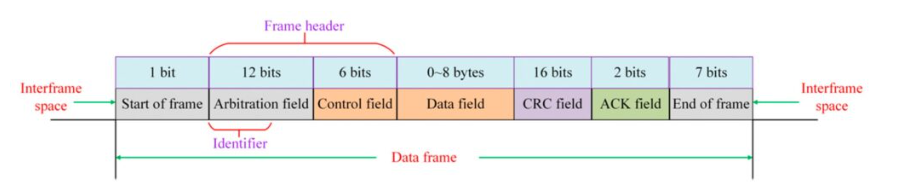 Frame header
1 bit 12 bits 6 bits 0~8 bytes 16 bits 2 bits 7 bits
Interframe space
Start of frame Arbitration field Control field Data field CRC field ACK field End of frame
Interframe space
Identifier
Data frame